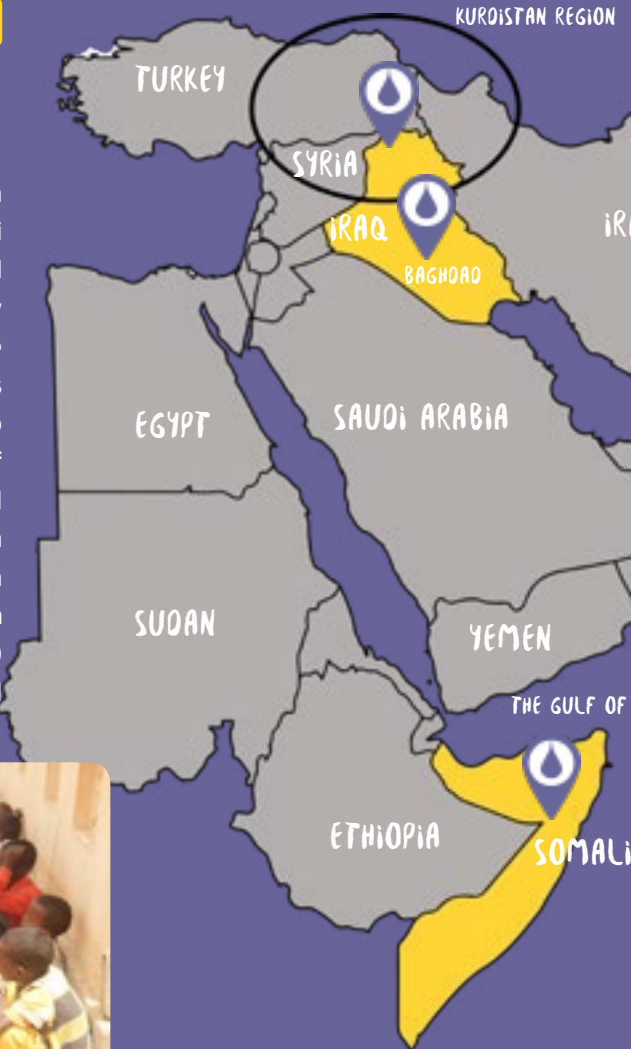 KURDISTAN REGION
TURKEY
SYRIA
IRAQ
BAGHDAD
EGYPT
SAUDI ARABIA
SUDAN
YEMEN
THE GULF OF
ETHIOPIA